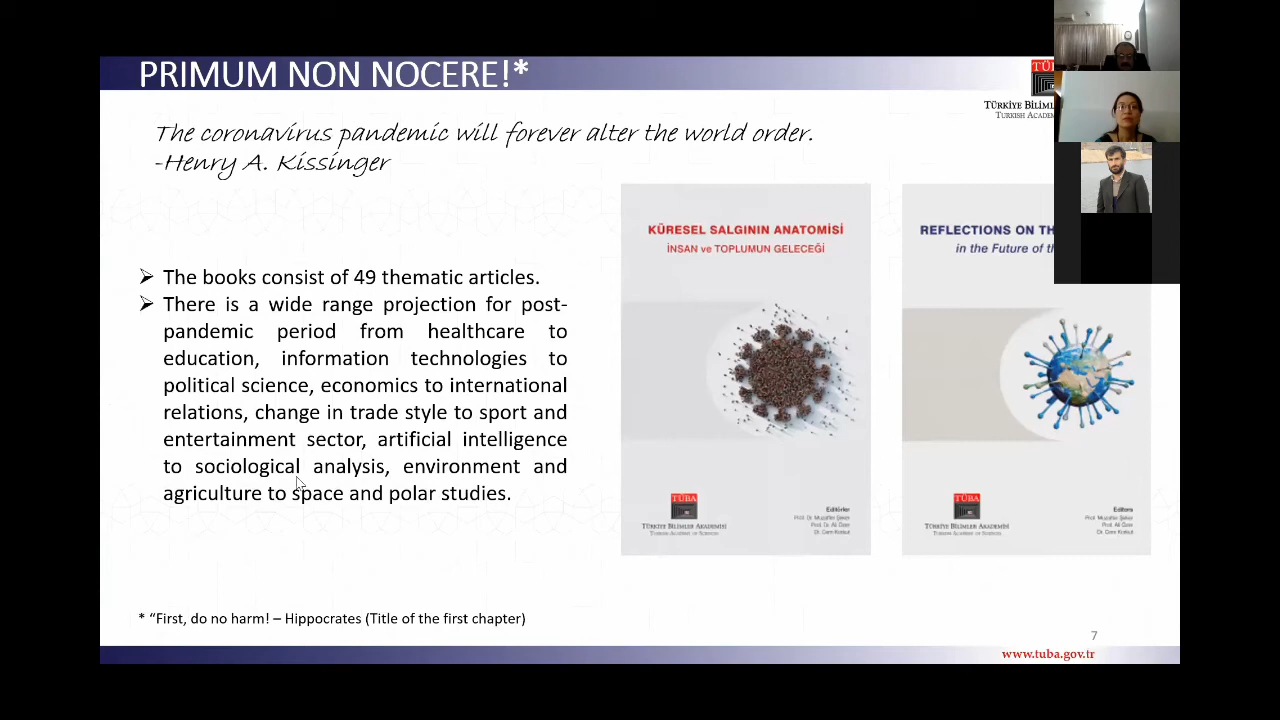 PRIMUM NON NOCERE!*
TÜ
TÜRKİYE BİLİM
TURKISH ACADE
The coronavirus pandemic will forever alter the world order.
-Henry A. Kissinger
➢ The books consist of 49 thematic articles.
➢ There is a wide range projection for post-
pandemic period from healthcare to
education, information technologies to
political science, economics to international
relations, change in trade style to sport and
entertainment sector, artificial intelligence
to sociological analysis, environment and
agriculture to space and polar studies.
KÜRESEL SALGININ ANATOMİSİ
İNSAN ve TOPLUMUN GELECEĞİ
TÜBA
TÜRKİYE BİLİMLER AKADEMİSİ
TURKISH ACADEMY OF SCIENCES
Editörler
Prof. Dr. Muzaffer Şeker
Prof. Dr. Ali Özer
Dr. Cem Korkut
REFLECTIONS ON TH
in the Future of th
TÜBA
TÜRKİYE BİLİMLER AKADEMİSİ
TURKISH ACADEMY OF SCIENCES
Editors
Prof. Muzaffer Şeker
Prof. Ali Özer
Dr. Cem Korkut
* “First, do no harm! – Hippocrates (Title of the first chapter)
7
www.tuba.gov.tr